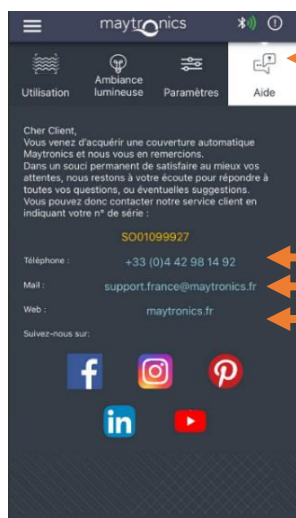 maytronics
Utilisation
Ambiance
lumineuse
Paramètres
Aide
Cher Client,
Vous venez d'acquérir une couverture automatique
Maytronics et nous vous en remercions.
Dans un souci permanent de satisfaire au mieux vos
attentes, nous restons à votre écoute pour répondre à
toutes vos questions, ou éventuelles suggestions.
Vous pouvez donc contacter notre service client en
indiquant votre n° de série :
SO01099927
Téléphone : +33 (0)4 42 98 14 92
Mail : support.france@maytronics.fr
Web : maytronics.fr
Suivez-nous sur: